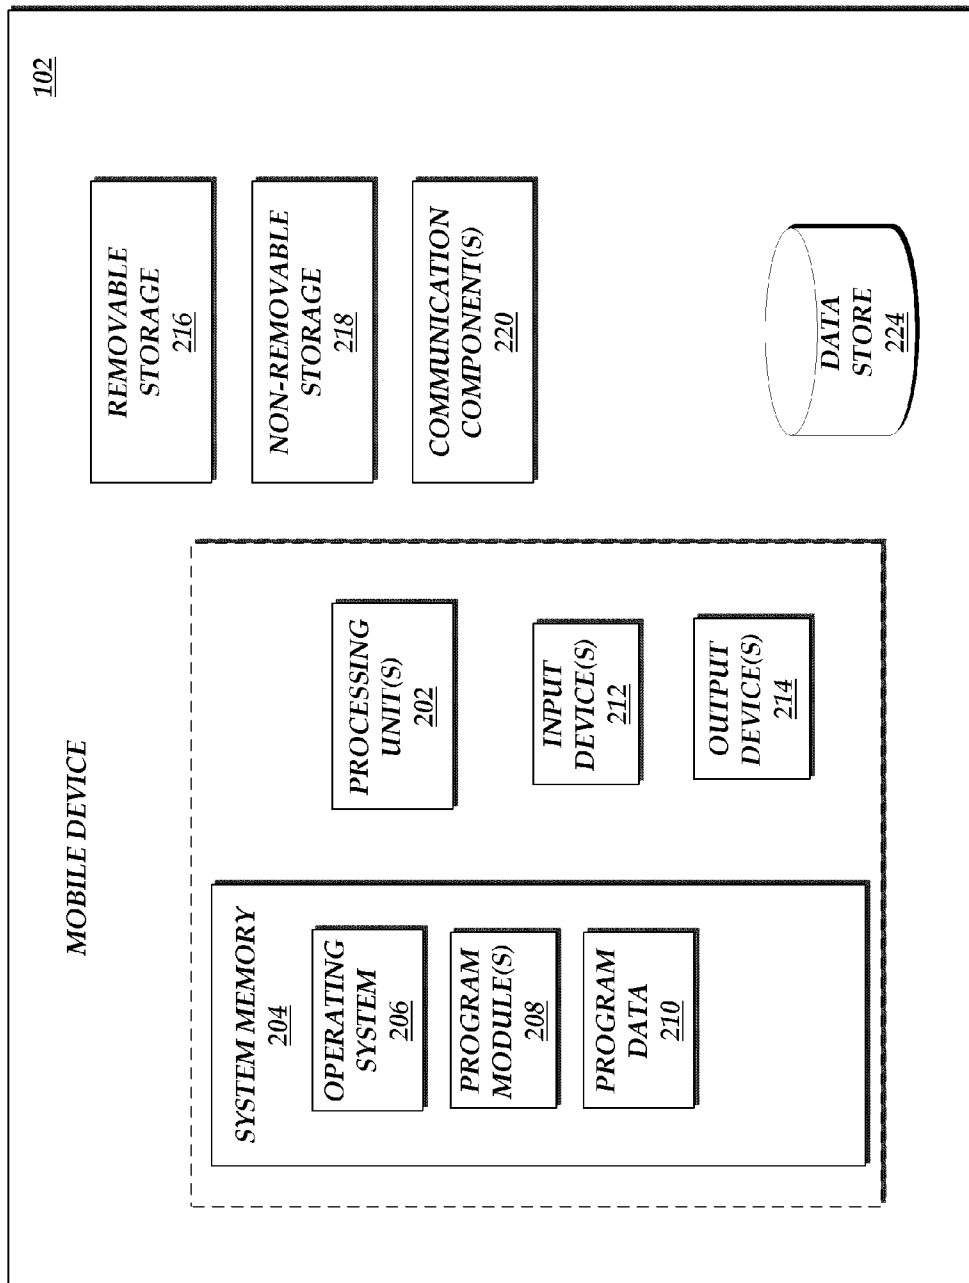 MOBILE DEVICE
102
SYSTEM MEMORY
204
OPERATING
SYSTEM
206
PROGRAM
MODULE(S)
208
PROGRAM
DATA
210
PROCESSING
UNIT(S)
202
INPUT
DEVICE(S)
212
OUTPUT
DEVICE(S)
214
REMOVABLE
STORAGE
216
NON-REMOVABLE
STORAGE
218
COMMUNICATION
COMPONENT(S)
220
DATA
STORE
224